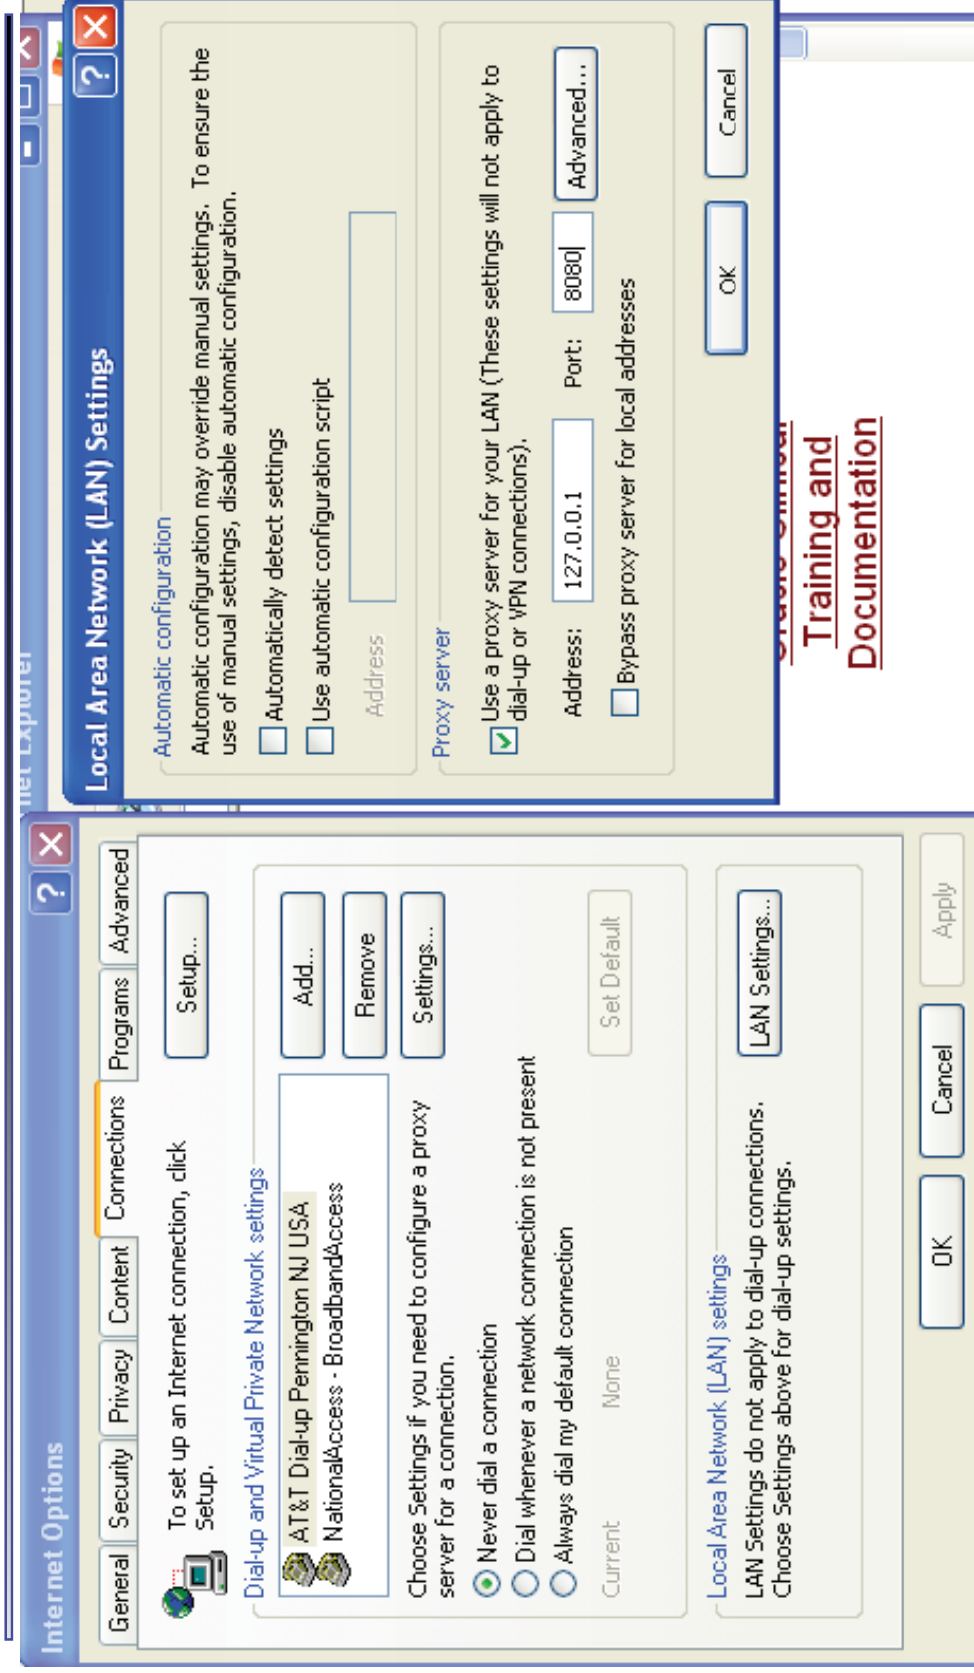 Internet Options
General Security Privacy Content Connections Programs Advanced
To set up an Internet connection, click
Setup.
Setup...
Dial-up and Virtual Private Network settings
AT&T Dial-up Pennington NJ USA
NationalAccess - BroadbandAccess
Add...
Remove
Settings...
Choose Settings if you need to configure a proxy
server for a connection.
Never dial a connection
Dial whenever a network connection is not present
Always dial my default connection
Current None
Set Default
Local Area Network (LAN) settings
LAN Settings do not apply to dial-up connections.
Choose Settings above for dial-up settings.
LAN Settings...
OK Cancel Apply
Explorer
Local Area Network (LAN) Settings
Automatic configuration
Automatic configuration may override manual settings. To ensure the
use of manual settings, disable automatic configuration.
Automatically detect settings
Use automatic configuration script
Address
Proxy server
Use a proxy server for your LAN (These settings will not apply to
dial-up or VPN connections).
Address: 127.0.0.1 Port: 8080 Advanced...
Bypass proxy server for local addresses
OK Cancel
Training and
Documentation